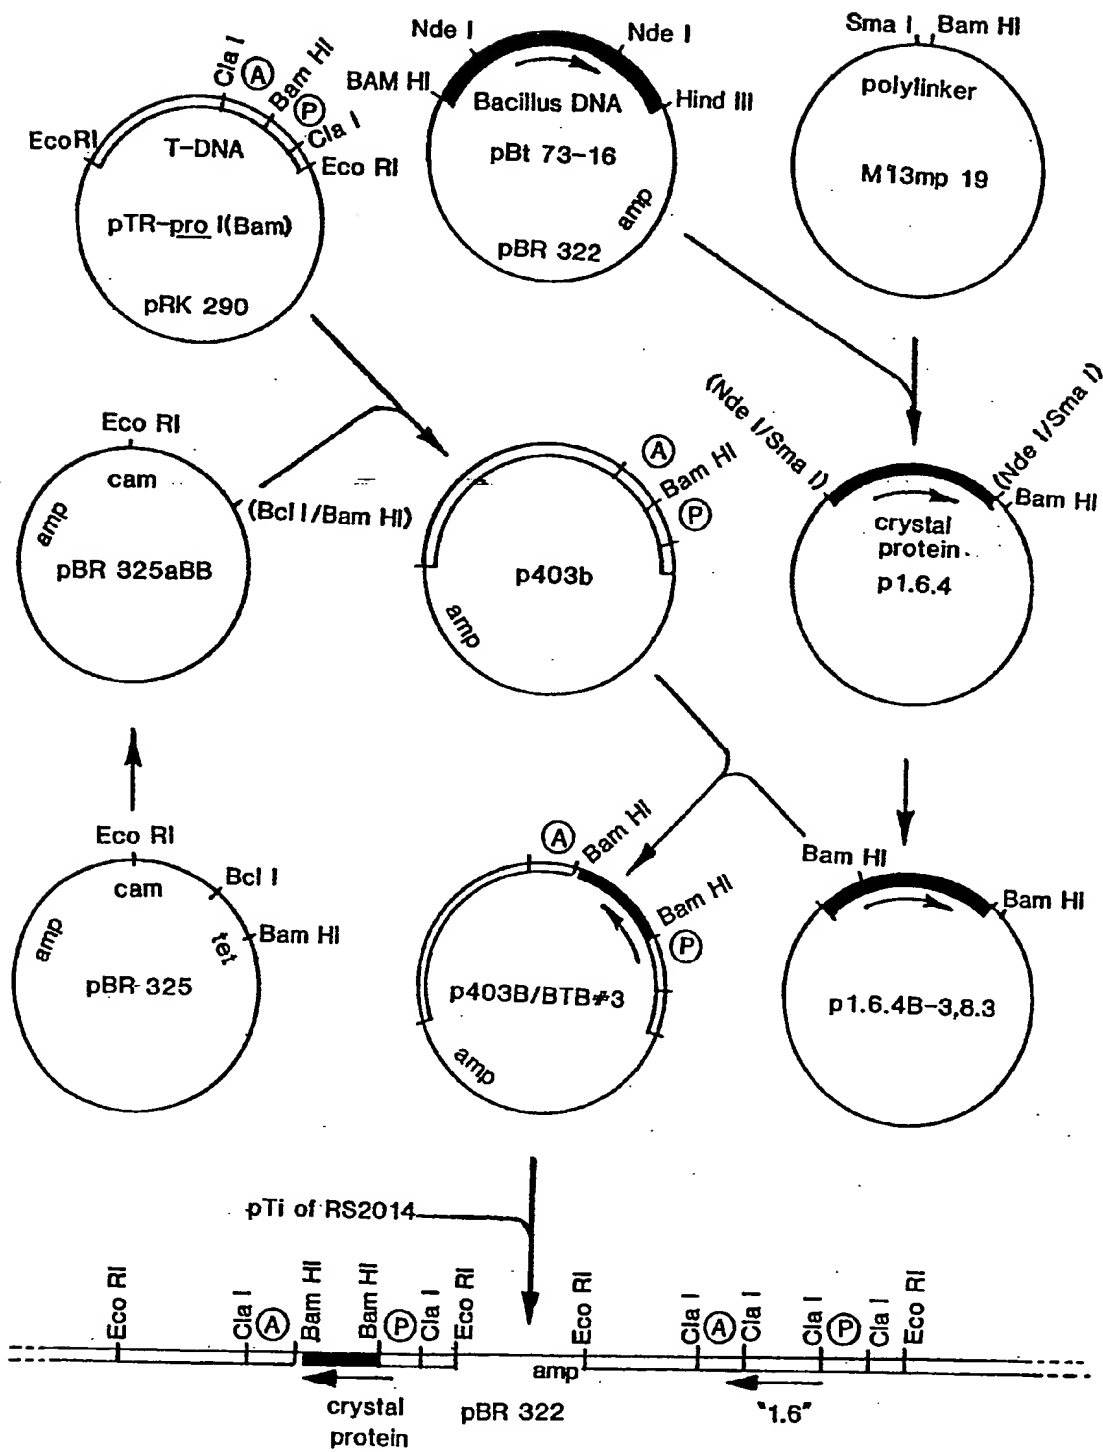 Cla I
Ⓐ
Bam HI
Ⓟ
Cla I
Eco RI
Eco RI
T-DNA
pTR-pro I(Bam)
pRK 290
Nde I
Nde I
BAM HI
Hind III
Bacillus DNA
pBt 73-16
amp
pBR 322
Sma I
Bam HI
polylinker
M13mp 19
Eco RI
cam
amp
(Bcl I/Bam HI)
pBR 325aBB
Ⓐ
Bam HI
Ⓟ
p403b
amp
(Nde I/Sma I)
(Nde I/Sma I)
Bam HI
crystal
protein
p1.6.4
Eco RI
cam
Bcl I
amp
tet
Bam HI
pBR 325
Ⓐ
Bam HI
Bam HI
Ⓟ
p403B/BTB#3
amp
Bam HI
Bam HI
p1.6.4B-3,8.3
pTi of RS2014
Eco RI
Cla I
Ⓐ
Bam HI
Bam HI
Ⓟ
Cla I
Eco RI
Eco RI
Cla I
Ⓐ
Cla I
Cla I
Ⓟ
Cla I
Eco RI
amp
crystal
protein
pBR 322
"1.6"